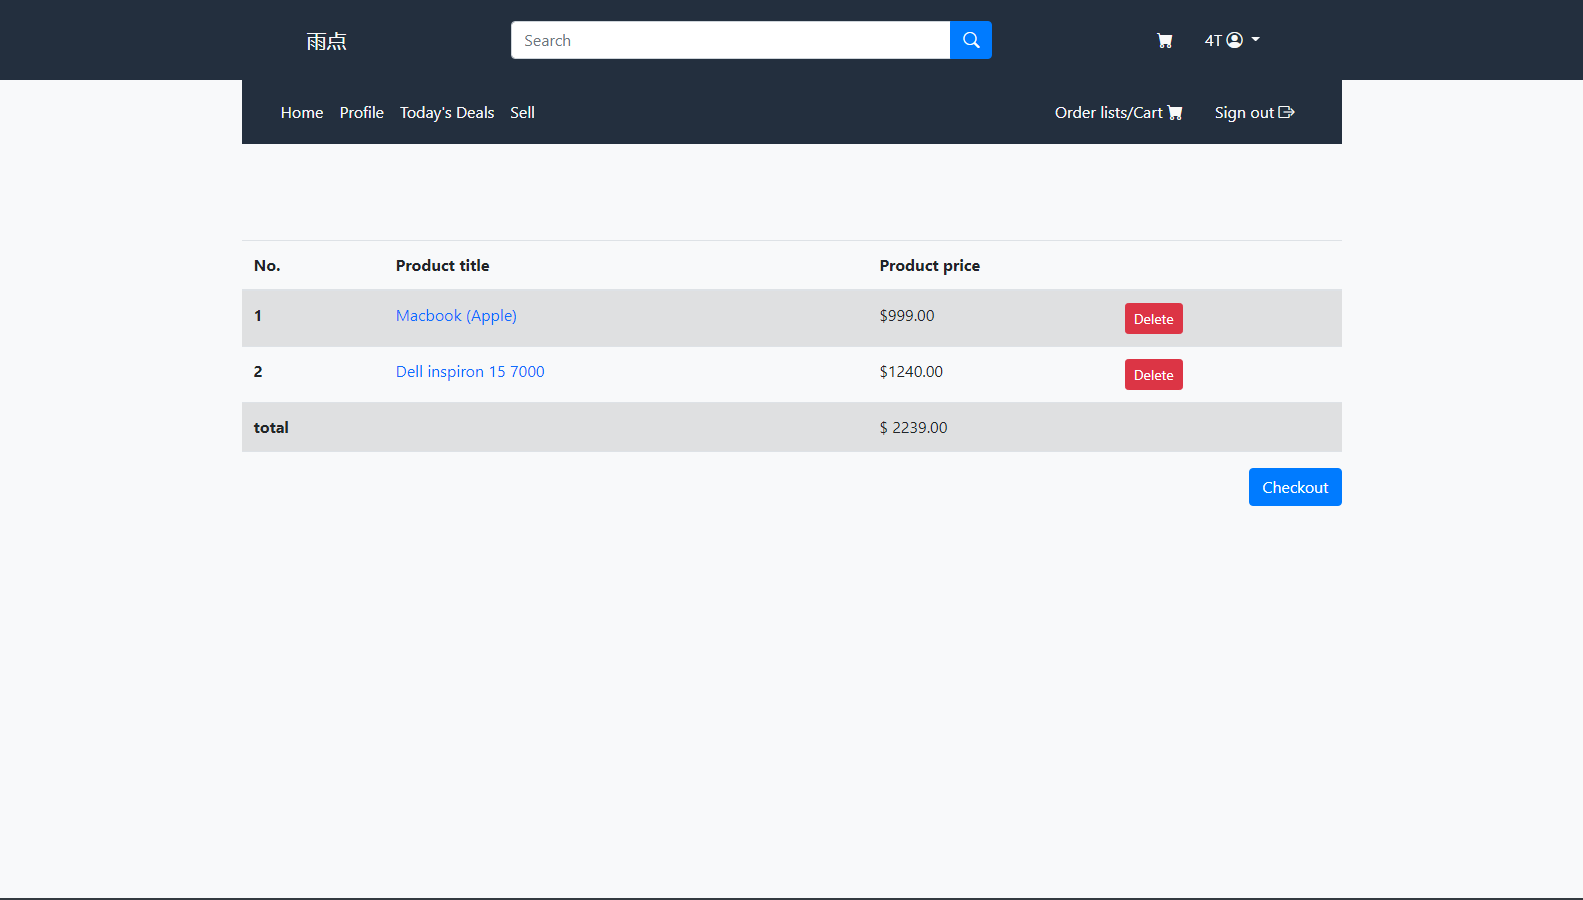 雨点
Search
4T
Home Profile Today's Deals Sell
Order lists/Cart Sign out
No. Product title Product price
1 Macbook (Apple) $999.00 Delete
2 Dell inspiron 15 7000 $1240.00 Delete
total $ 2239.00
Checkout